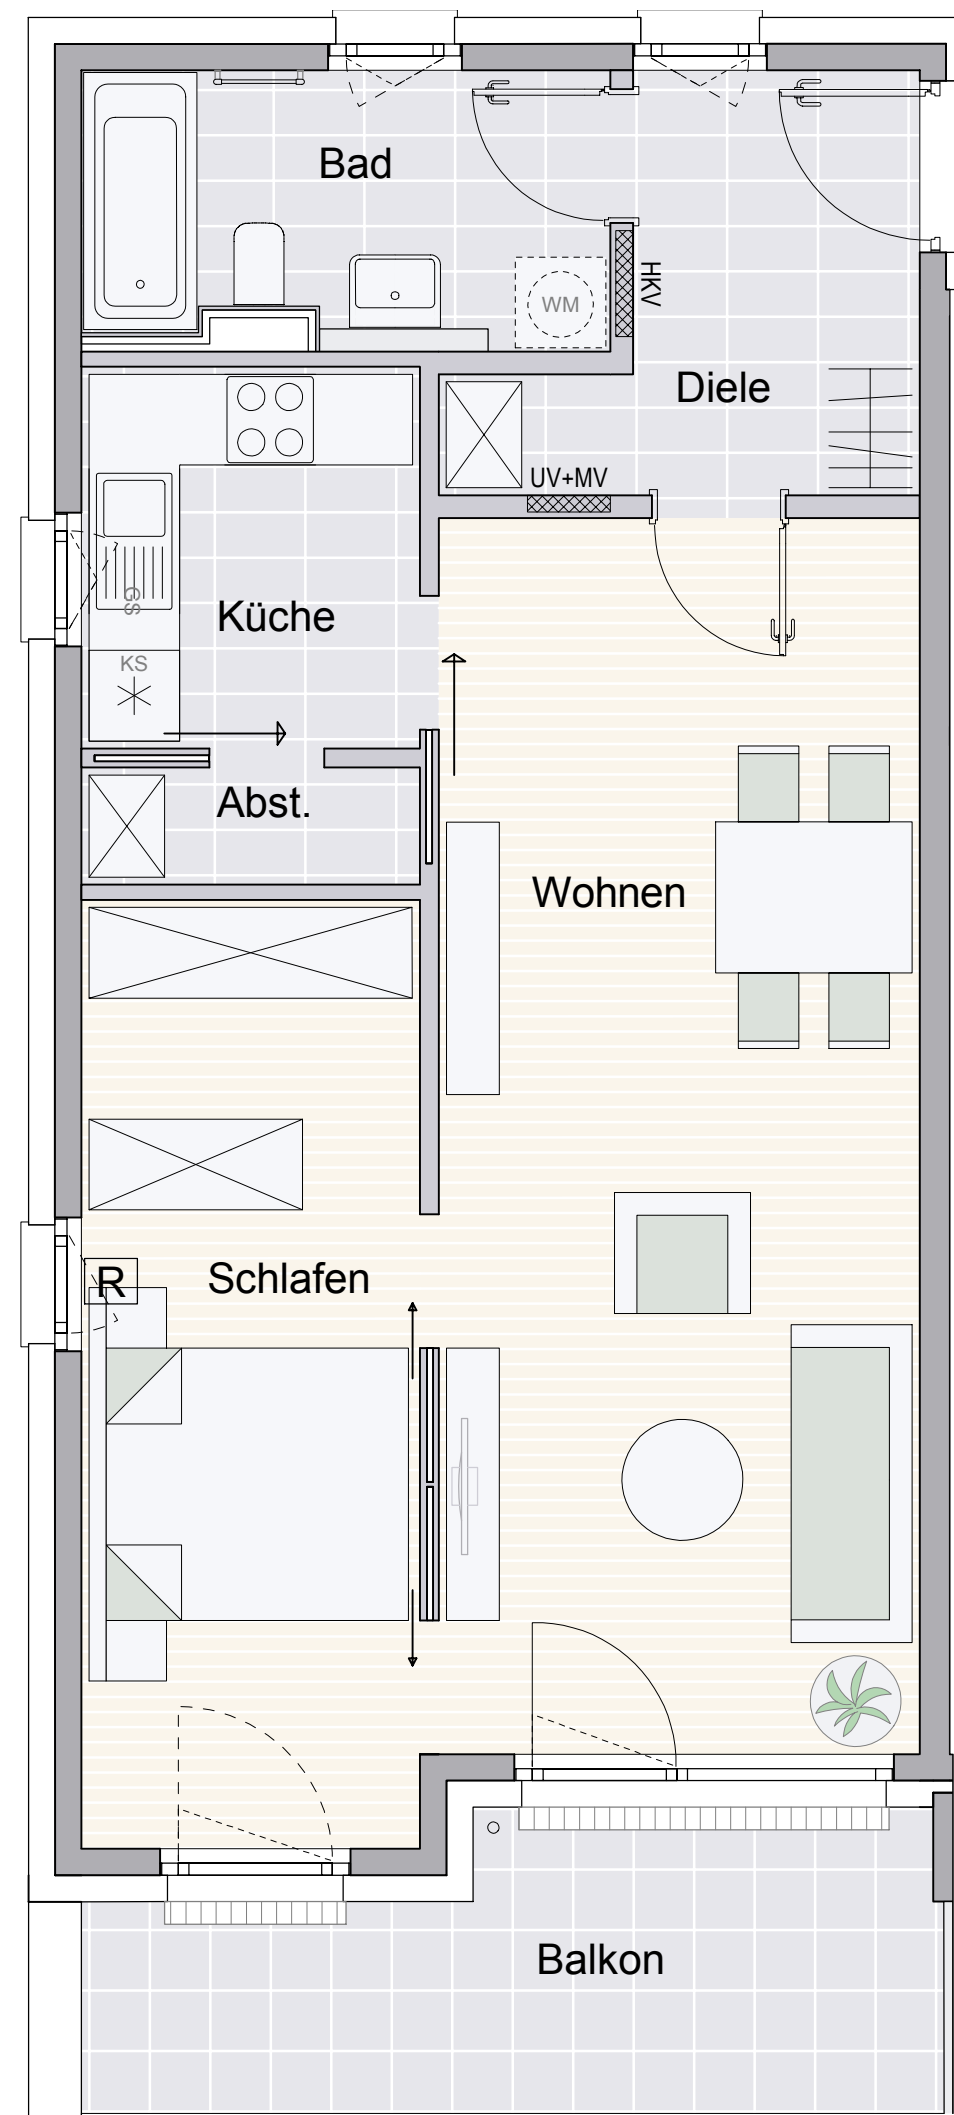 Bad
WM
HKV
Diele
UV+MV
GS
Küche
KS
Abst.
Wohnen
R
Schlafen
Balkon